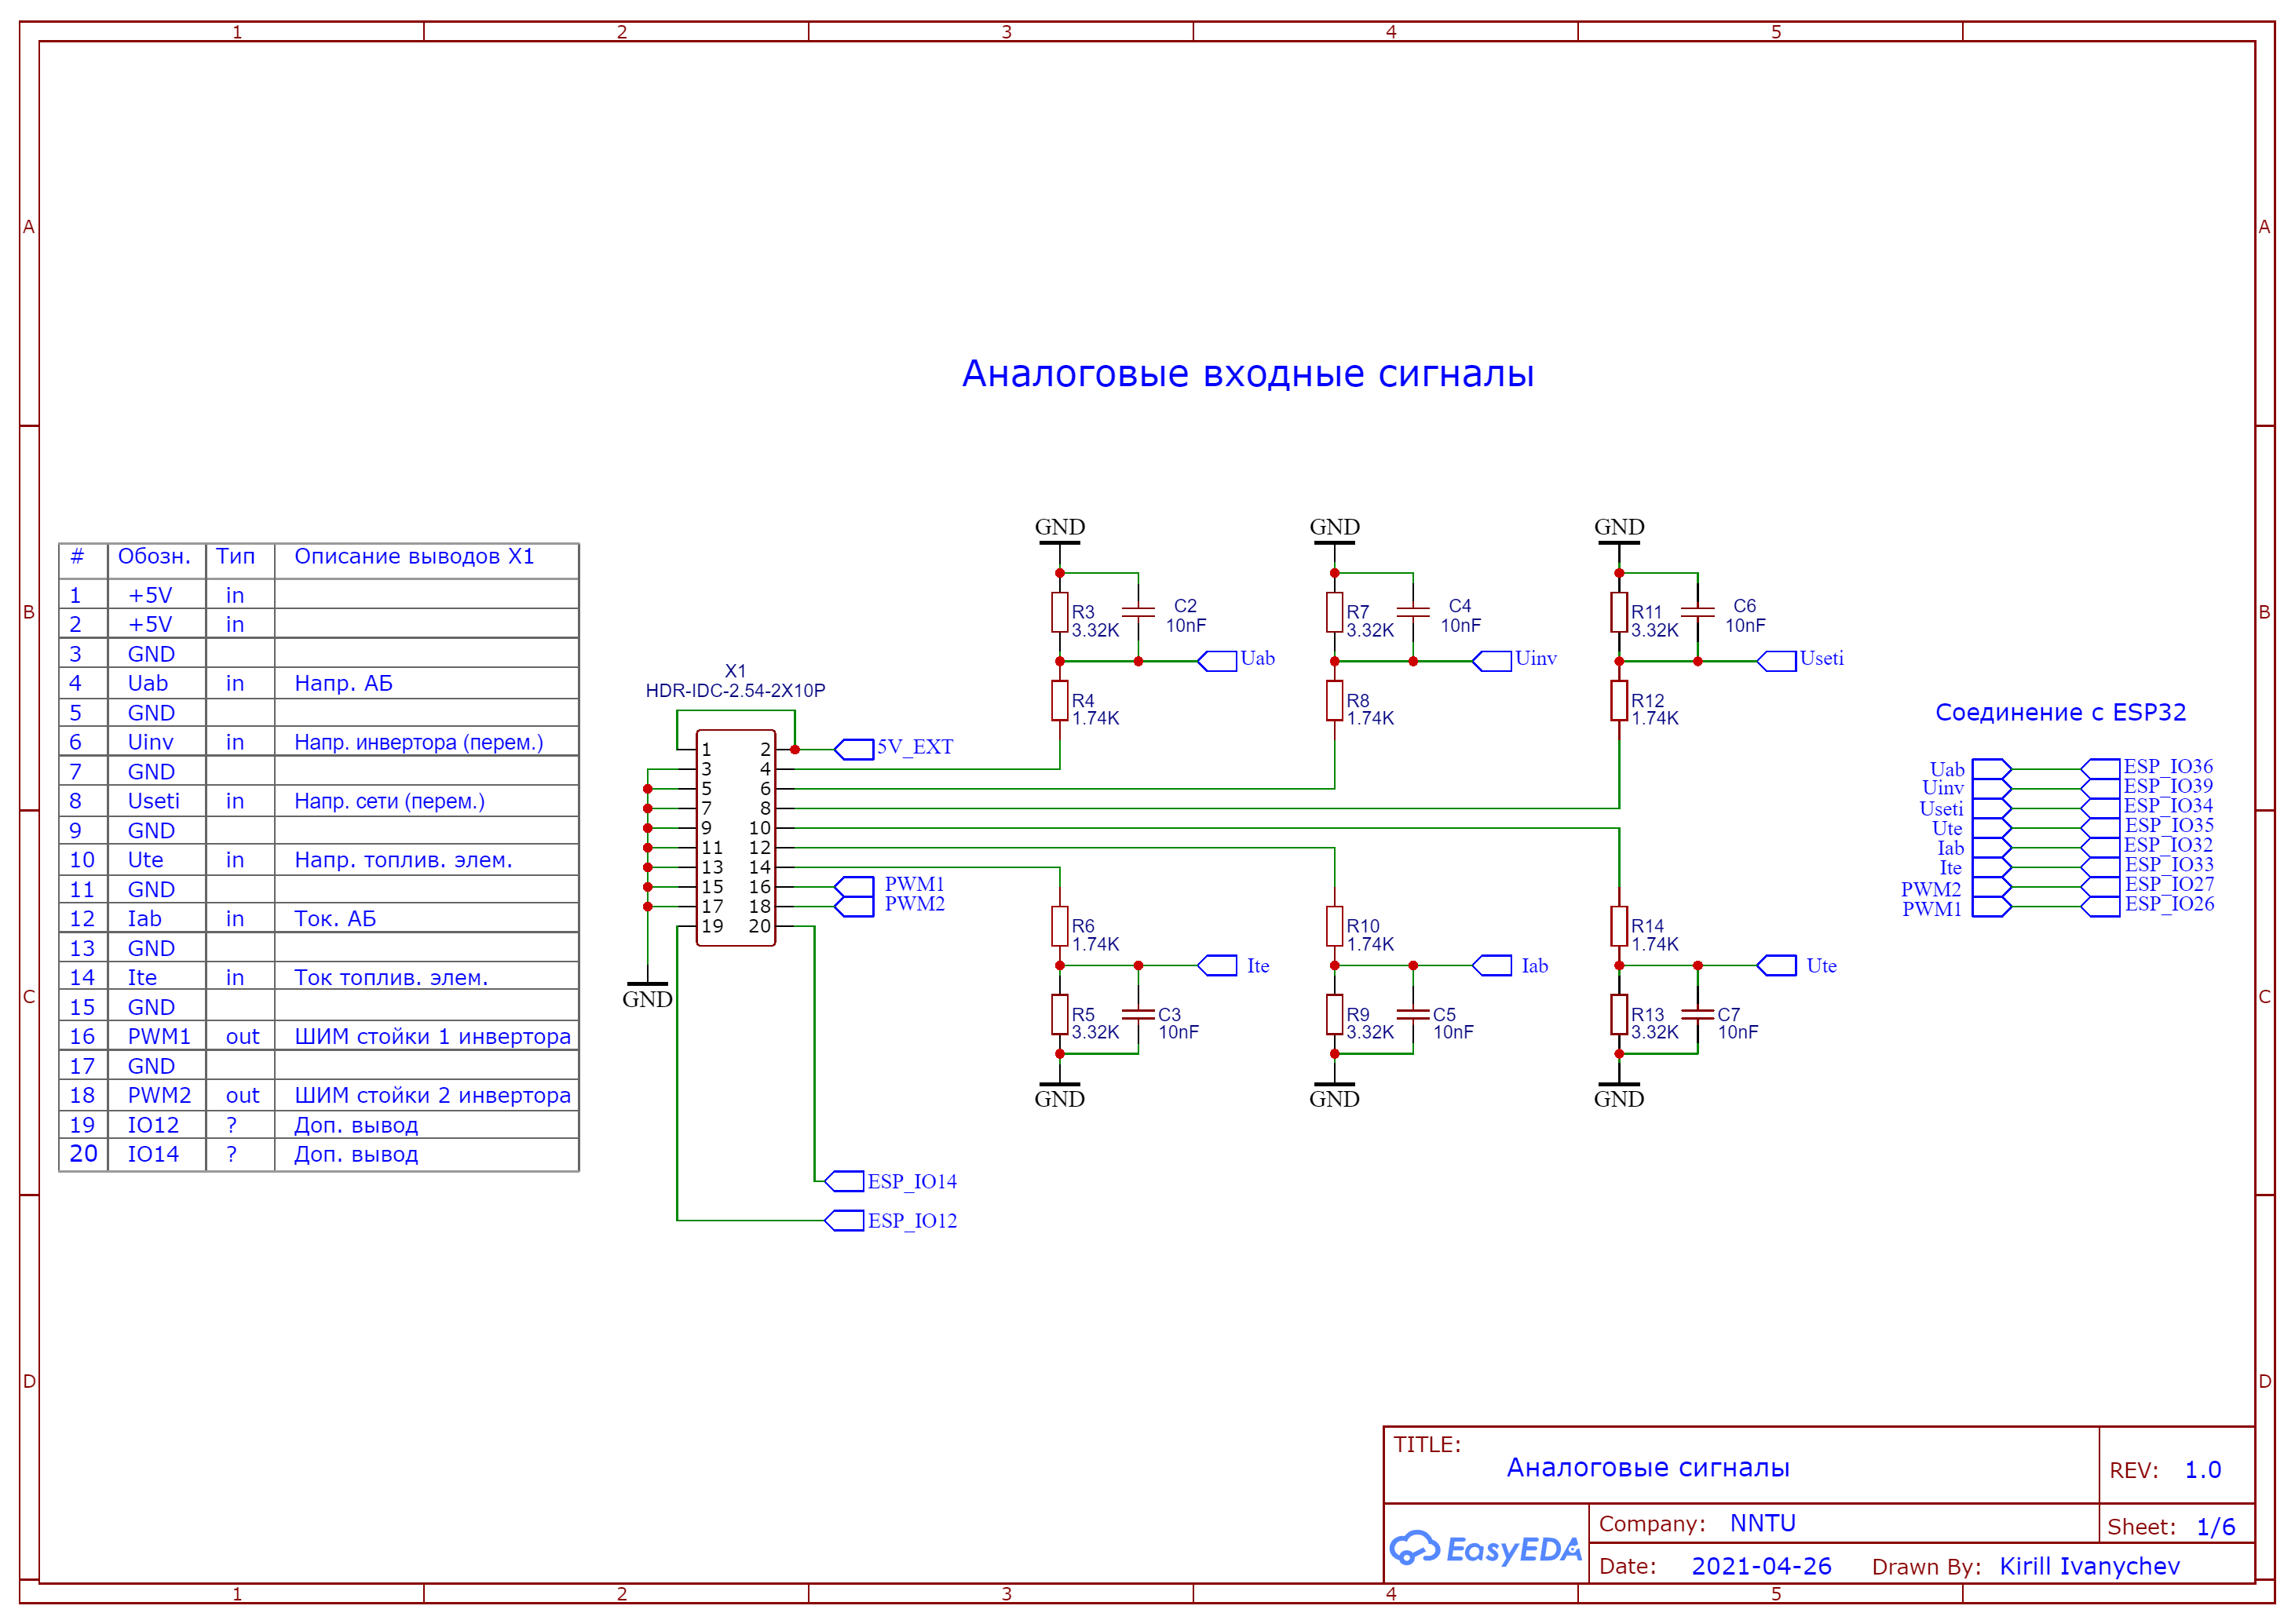 1 2 3 4 5
A A
B B
C C
D D
Аналоговые входные сигналы
# Обозн. Тип Описание выводов X1
1 +5V in
2 +5V in
3 GND
4 Uab in Напр. АБ
5 GND
6 Uinv in Напр. инвертора (перем.)
7 GND
8 Useti in Напр. сети (перем.)
9 GND
10 Ute in Напр. топлив. элем.
11 GND
12 Iab in Ток. АБ
13 GND
14 Ite in Ток топлив. элем.
15 GND
16 PWM1 out ШИМ стойки 1 инвертора
17 GND
18 PWM2 out ШИМ стойки 2 инвертора
19 IO12 ? Доп. вывод
20 IO14 ? Доп. вывод
X1
HDR-IDC-2.54-2X10P
1 2
3 4
5 6
7 8
9 10
11 12
13 14
15 16
17 18
19 20
GND
5V_EXT
PWM1
PWM2
ESP_IO14
ESP_IO12
GND
R3
3.32K
C2
10nF
Uab
R4
1.74K
GND
R7
3.32K
C4
10nF
Uinv
R8
1.74K
GND
R11
3.32K
C6
10nF
Useti
R12
1.74K
R6
1.74K
Ite
R5
3.32K
C3
10nF
GND
R10
1.74K
Iab
R9
3.32K
C5
10nF
GND
R14
1.74K
Ute
R13
3.32K
C7
10nF
GND
Соединение с ESP32
Uab ESP_IO36
Uinv ESP_IO39
Useti ESP_IO34
Ute ESP_IO35
Iab ESP_IO32
Ite ESP_IO33
PWM2 ESP_IO27
PWM1 ESP_IO26
TITLE:
Аналоговые сигналы
REV: 1.0
EasyEDA
Company: NNTU
Sheet: 1/6
Date: 2021-04-26 Drawn By: Kirill Ivanychev
1 2 3 4 5